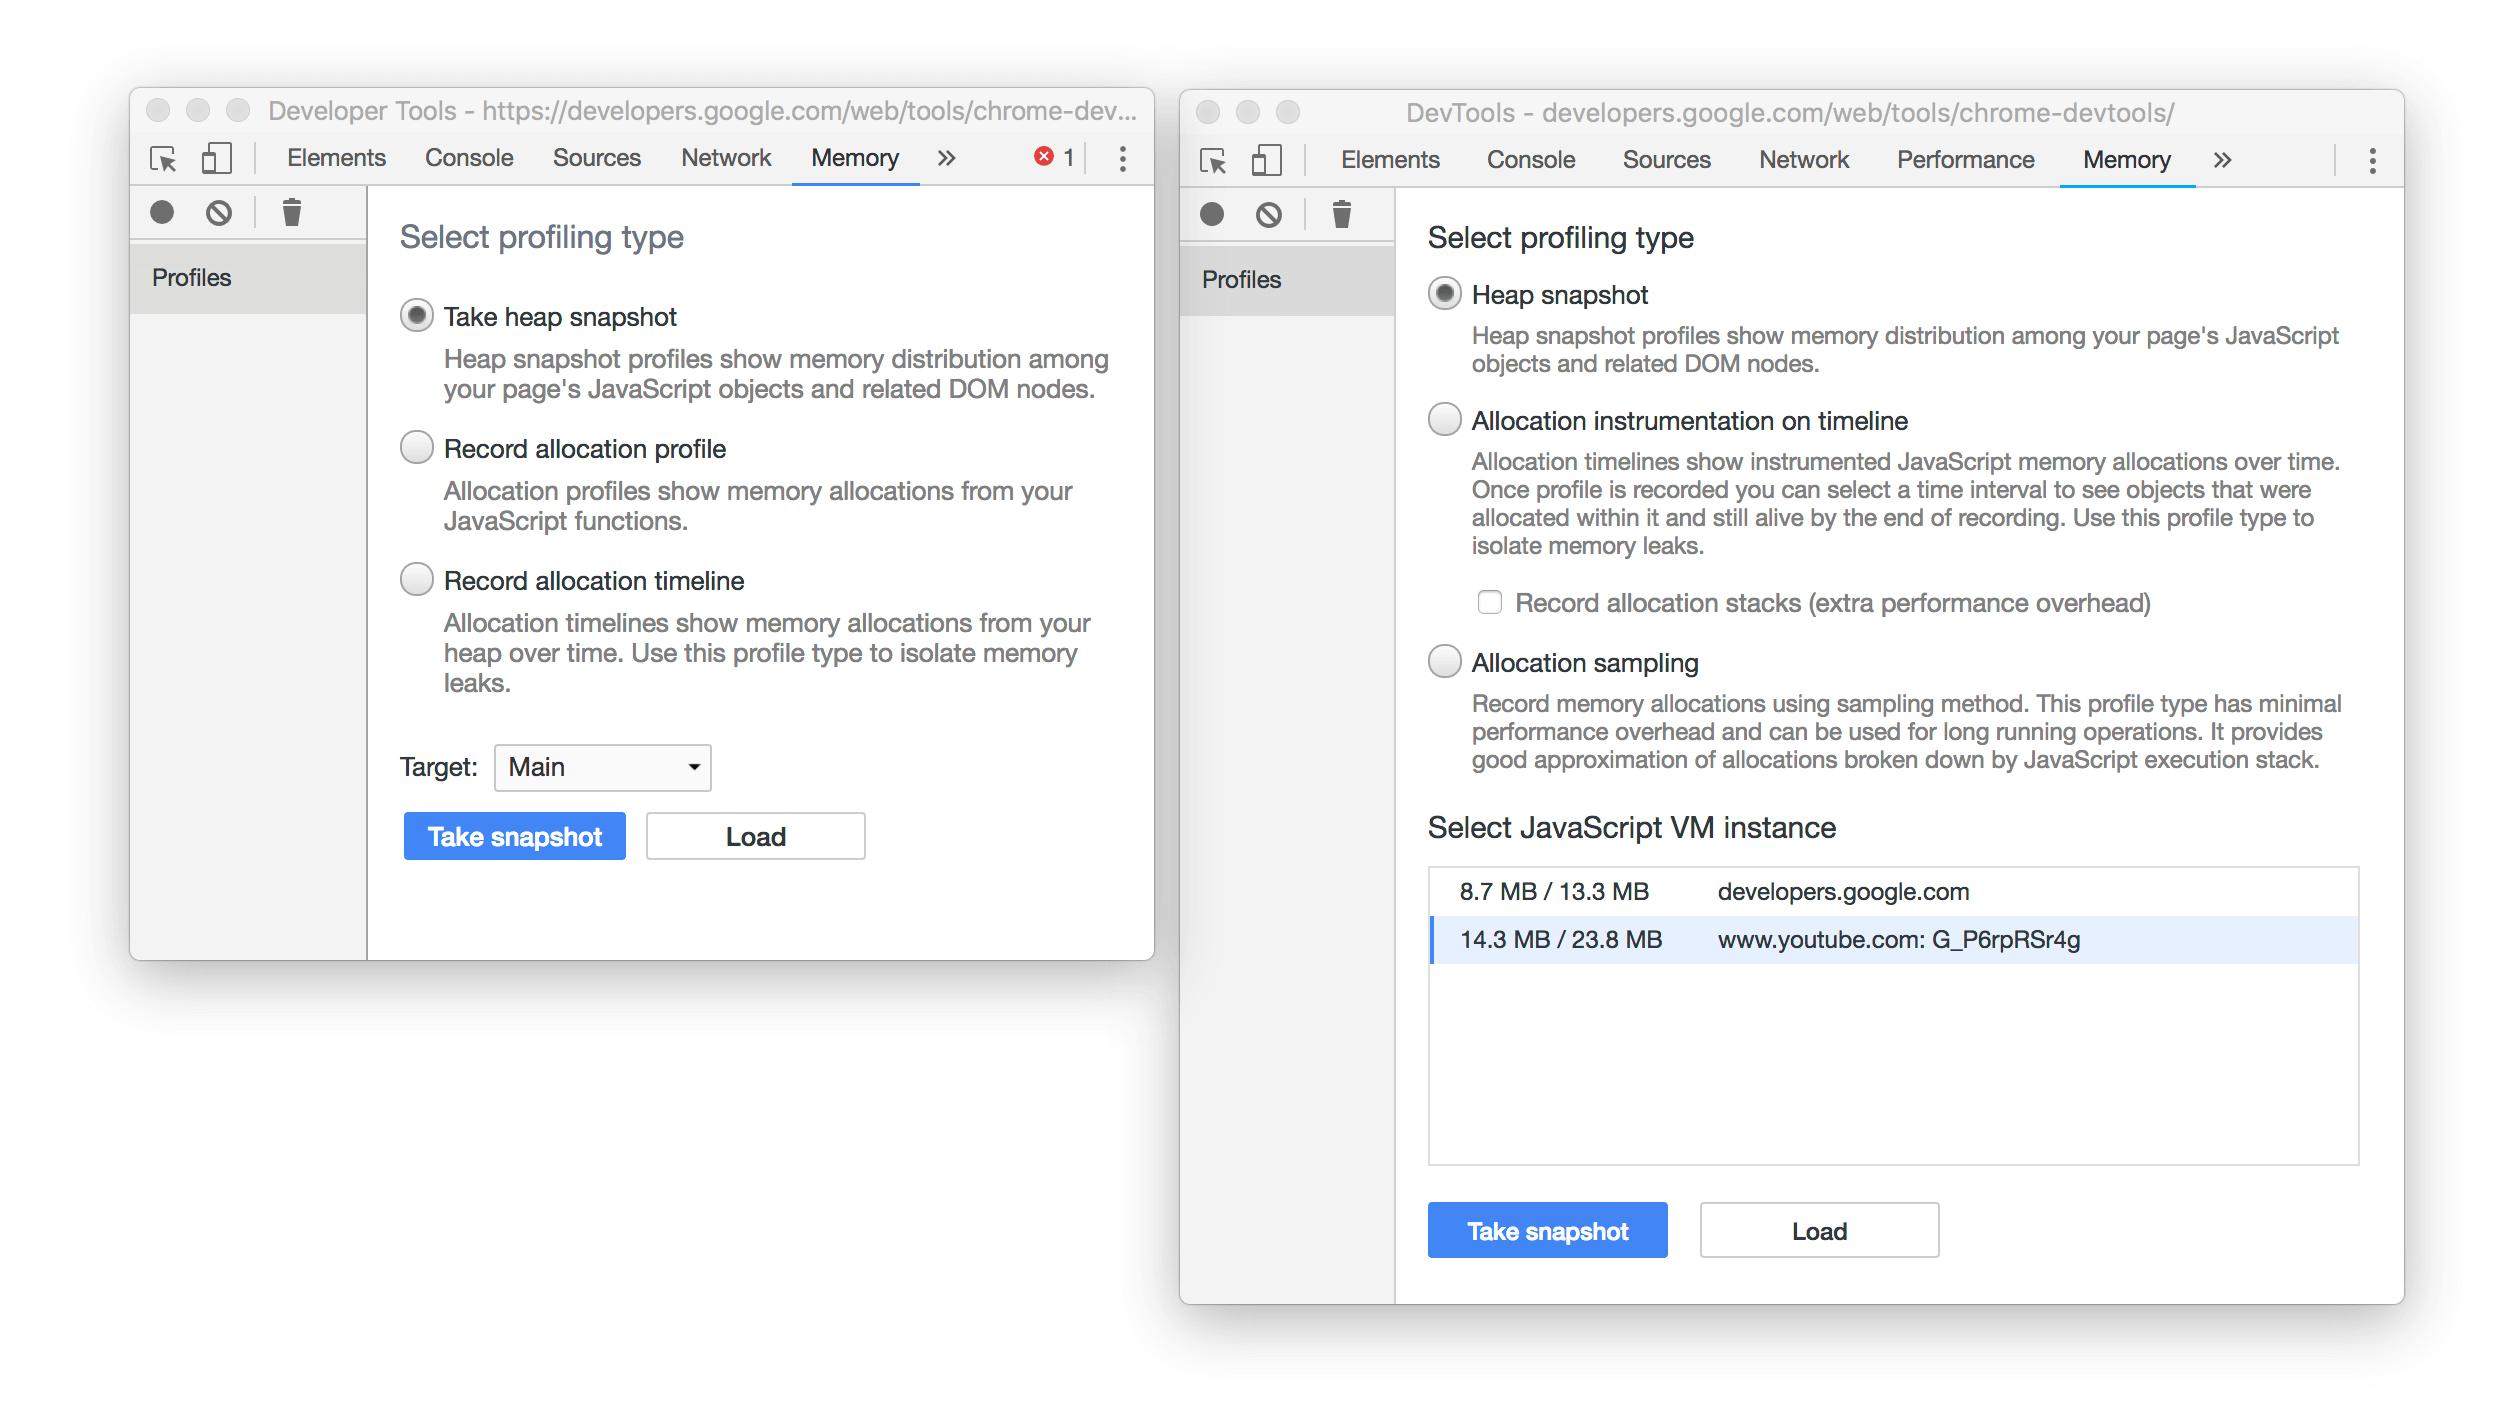 Developer Tools - https://developers.google.com/web/tools/chrome-dev...
Elements Console Sources Network Memory » 1
Profiles
Select profiling type
Take heap snapshot
Heap snapshot profiles show memory distribution among
your page's JavaScript objects and related DOM nodes.
Record allocation profile
Allocation profiles show memory allocations from your
JavaScript functions.
Record allocation timeline
Allocation timelines show memory allocations from your
heap over time. Use this profile type to isolate memory
leaks.
Target: Main
Take snapshot Load
DevTools - developers.google.com/web/tools/chrome-devtools/
Elements Console Sources Network Performance Memory »
Profiles
Select profiling type
Heap snapshot
Heap snapshot profiles show memory distribution among your page's JavaScript
objects and related DOM nodes.
Allocation instrumentation on timeline
Allocation timelines show instrumented JavaScript memory allocations over time.
Once profile is recorded you can select a time interval to see objects that were
allocated within it and still alive by the end of recording. Use this profile type to
isolate memory leaks.
Record allocation stacks (extra performance overhead)
Allocation sampling
Record memory allocations using sampling method. This profile type has minimal
performance overhead and can be used for long running operations. It provides
good approximation of allocations broken down by JavaScript execution stack.
Select JavaScript VM instance
8.7 MB / 13.3 MB developers.google.com
14.3 MB / 23.8 MB www.youtube.com: G_P6rpRSr4g
Take snapshot Load